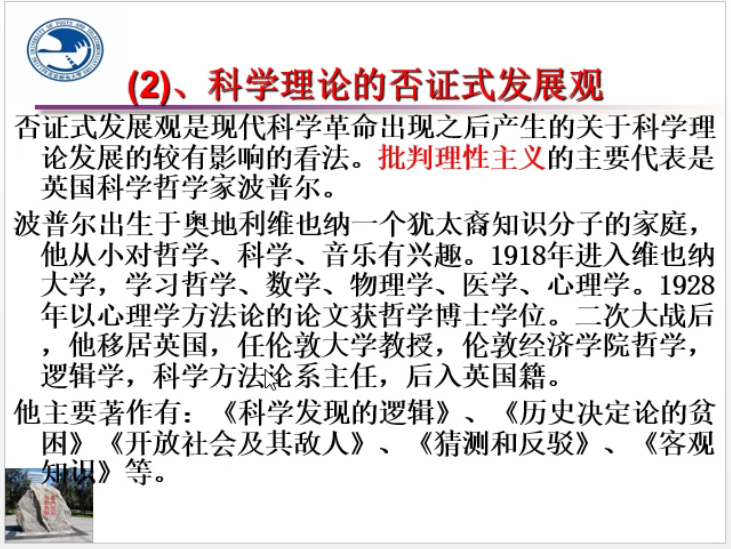 (2)、科学理论的否证式发展观
否证式发展观是现代科学革命出现之后产生的关于科学理
论发展的较有影响的看法。批判理性主义的主要代表是
英国科学哲学家波普尔。
波普尔出生于奥地利维也纳一个犹太裔知识分子的家庭，
他从小对哲学、科学、音乐有兴趣。1918年进入维也纳
大学，学习哲学、数学、物理学、医学、心理学。1928
年以心理学方法论的论文获哲学博士学位。二次大战后
，他移居英国，任伦敦大学教授，伦敦经济学院哲学，
逻辑学，科学方法论系主任，后入英国籍。
他主要著作有：《科学发现的逻辑》、《历史决定论的贫
困》《开放社会及其敌人》、《猜测和反驳》、《客观
知识》等。